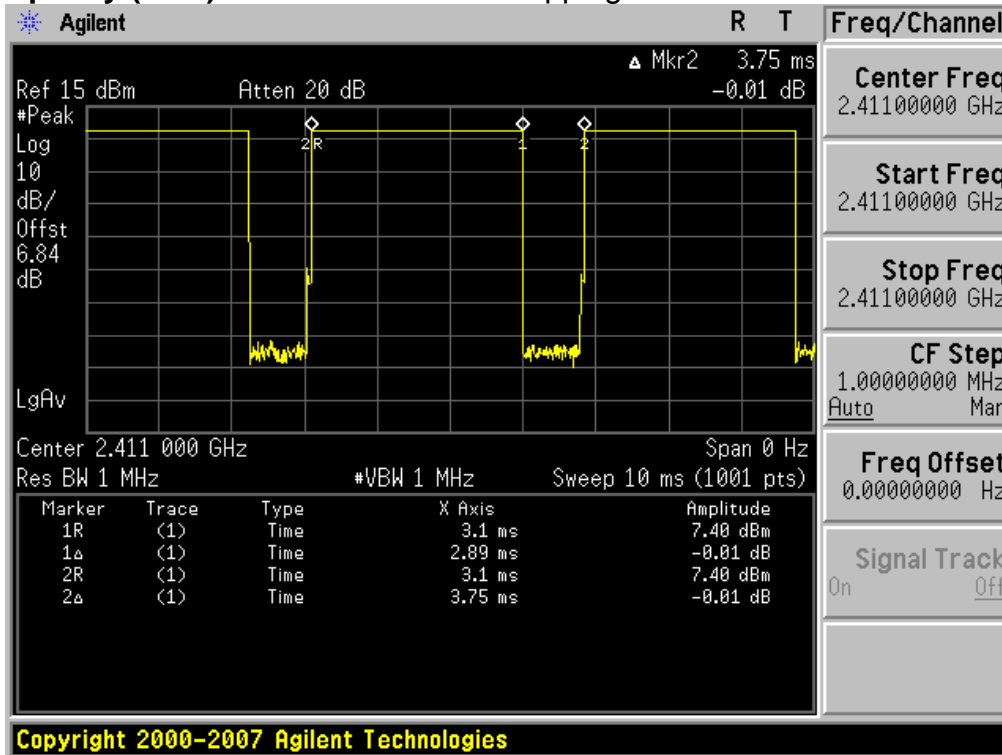 Agilent R T Freq/Channel
Δ Mkr2 3.75 ms
Ref 15 dBm Atten 20 dB -0.01 dB
#Peak
Log
10
dB/
Offst
6.84
dB
LgAv
2R 1 2
Center 2.411 000 GHz Span 0 Hz
Res BW 1 MHz #VBW 1 MHz Sweep 10 ms (1001 pts)
Marker Trace Type X Axis Amplitude
1R (1) Time 3.1 ms 7.40 dBm
1Δ (1) Time 2.89 ms -0.01 dB
2R (1) Time 3.1 ms 7.40 dBm
2Δ (1) Time 3.75 ms -0.01 dB
Center Freq
2.41100000 GHz
Start Freq
2.41100000 GHz
Stop Freq
2.41100000 GHz
CF Step
1.00000000 MHz
Auto Man
Freq Offset
0.00000000 Hz
Signal Track
On Off
Copyright 2000-2007 Agilent Technologies